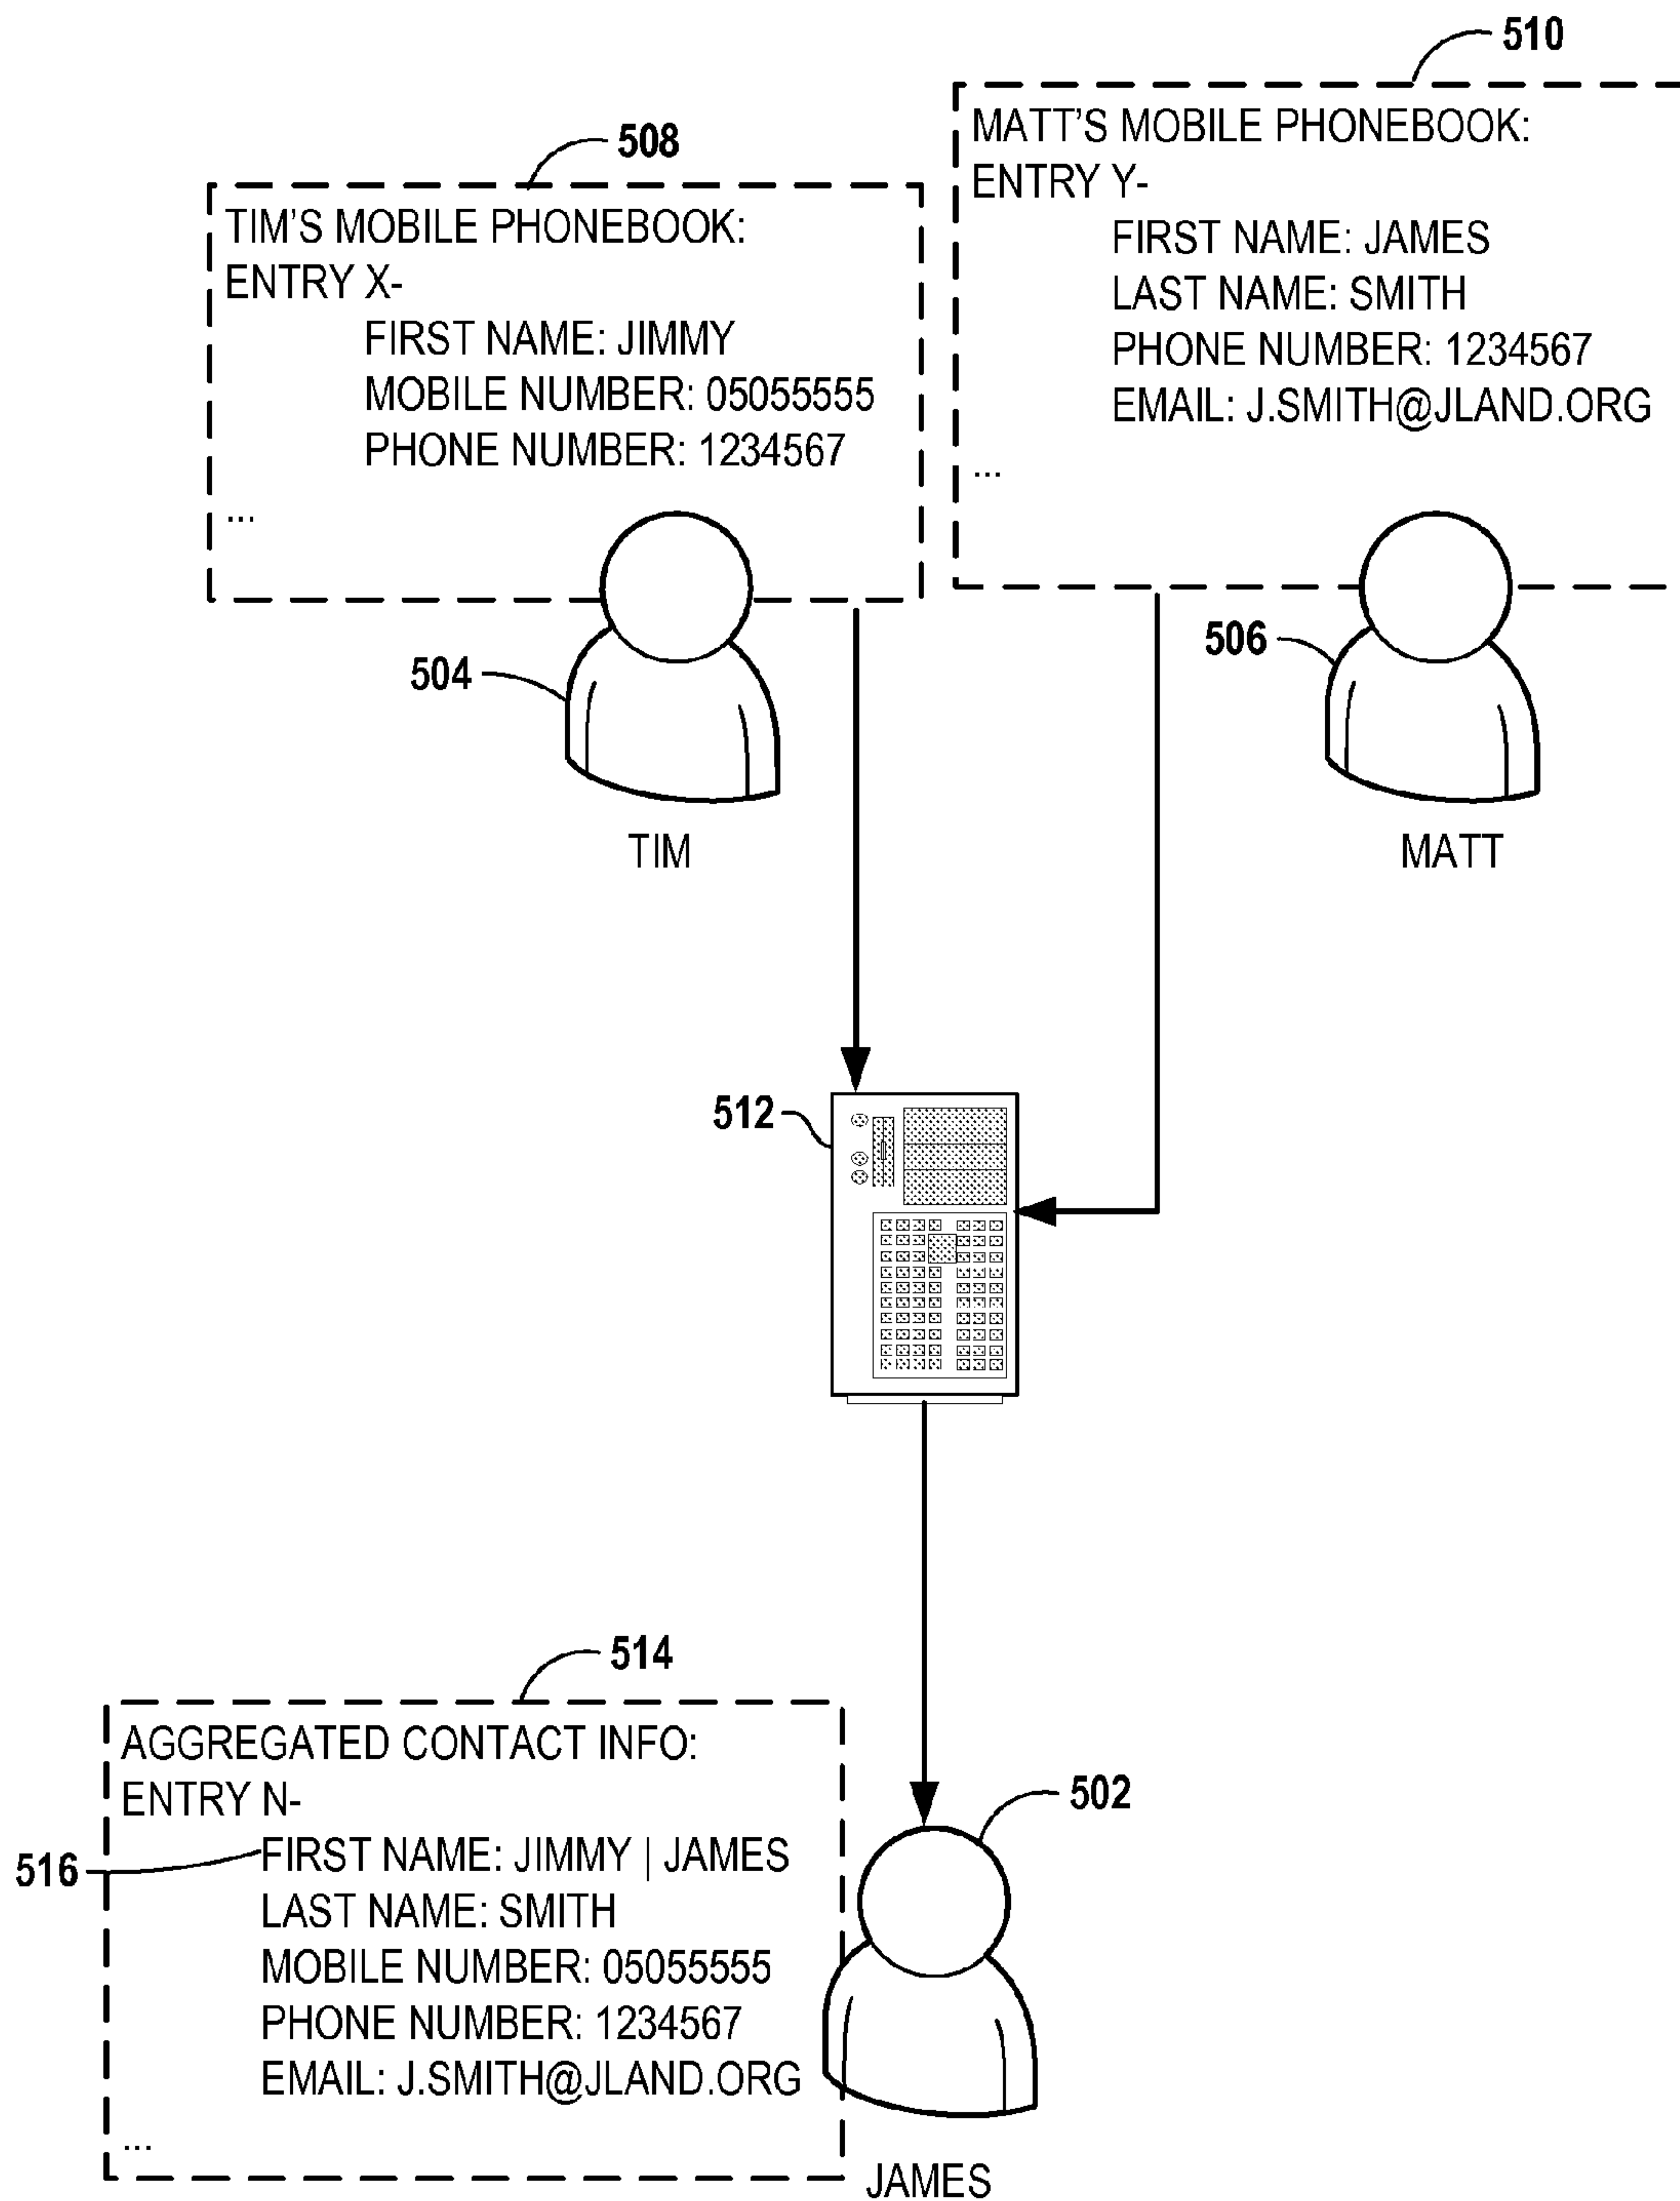 510
MATT'S MOBILE PHONEBOOK:
ENTRY Y-
FIRST NAME: JAMES
LAST NAME: SMITH
PHONE NUMBER: 1234567
EMAIL: J.SMITH@JLAND.ORG
...
508
TIM'S MOBILE PHONEBOOK:
ENTRY X-
FIRST NAME: JIMMY
MOBILE NUMBER: 05055555
PHONE NUMBER: 1234567
...
504
TIM
506
MATT
512
514
AGGREGATED CONTACT INFO:
ENTRY N-
516
FIRST NAME: JIMMY | JAMES
LAST NAME: SMITH
MOBILE NUMBER: 05055555
PHONE NUMBER: 1234567
EMAIL: J.SMITH@JLAND.ORG
...
502
JAMES